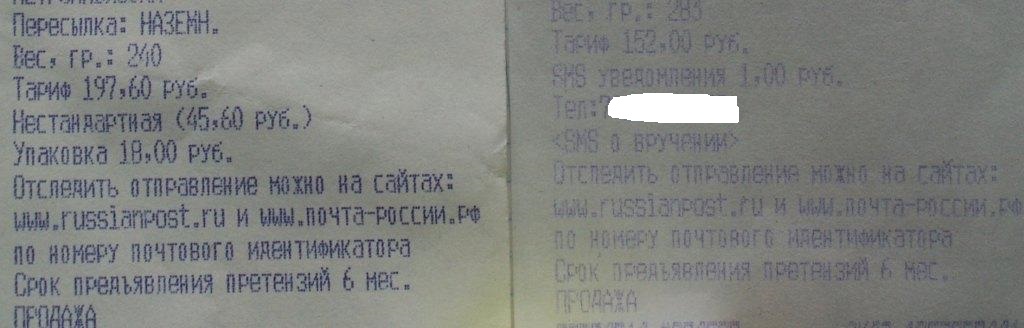 Пересылка: НАЗЕМН.
Вес, гр.: 240
Тариф 197,60 руб.
Нестандартная (45,60 руб.)
Упаковка 18,00 руб.
Отследить отправление можно на сайтах:
www.russianpost.ru и www.почта-россии.рф
по номеру почтового идентификатора
Срок предъявления претензий 6 мес.
ПРОДАЖА
Вес, гр.: 283
Тариф 152,00 руб.
SMS уведомления 1,00 руб.
Тел:7
<SMS о вручении>
Отследить отправление можно на сайтах:
www.russianpost.ru и www.почта-россии.рф
по номеру почтового идентификатора
Срок предъявления претензий 6 мес.
ПРОДАЖА